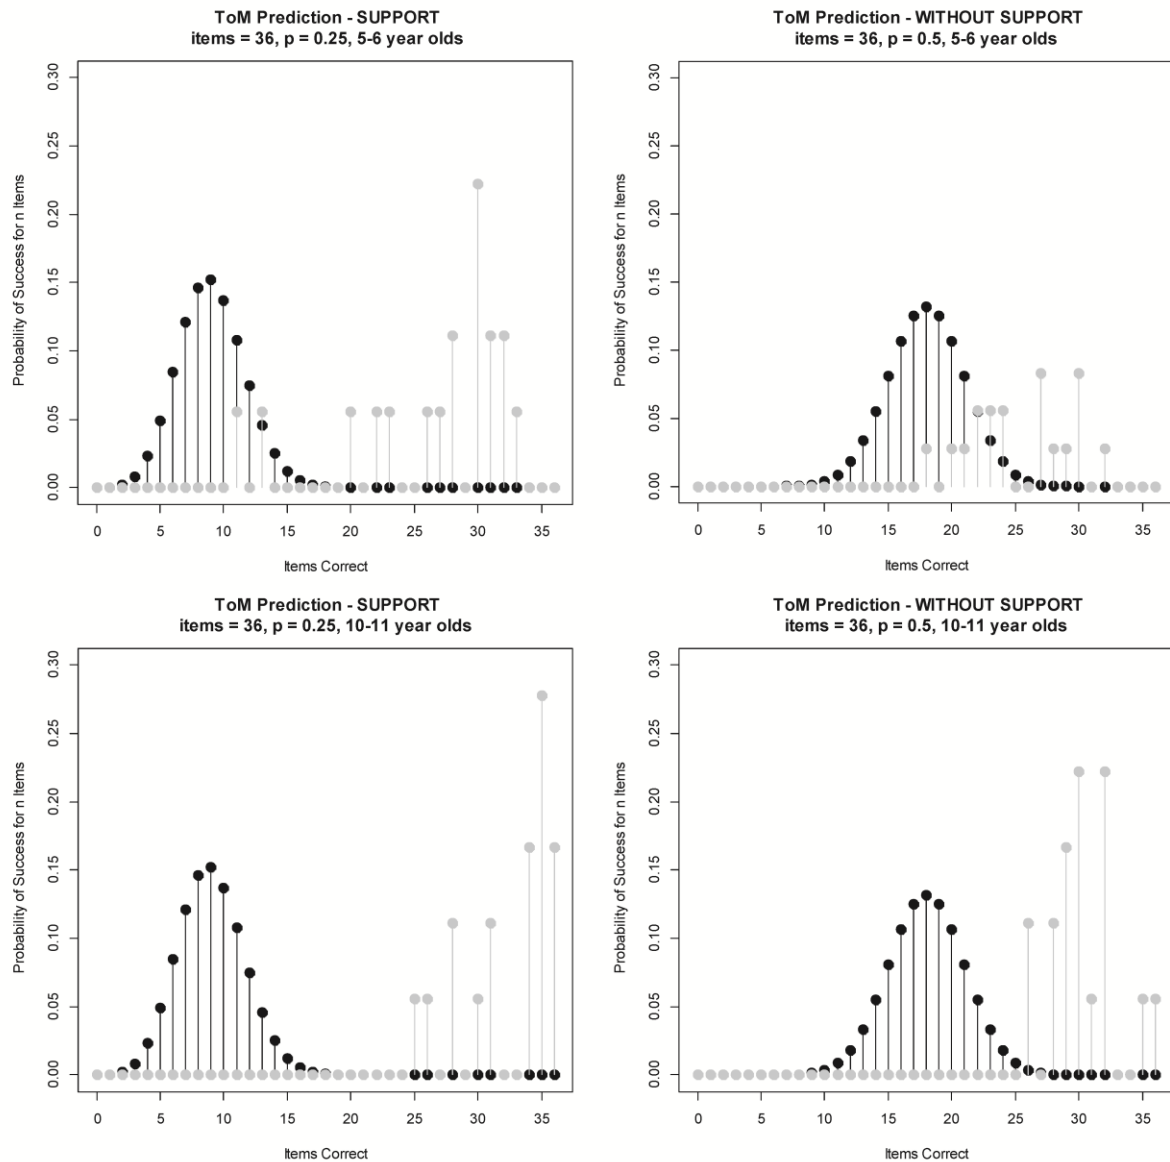 ToM Prediction - SUPPORT
items = 36, p = 0.25, 5-6 year olds
Probability of Success for n Items
0.30
0.25
0.20
0.15
0.10
0.05
0.00
0 5 10 15 20 25 30 35
Items Correct
ToM Prediction - WITHOUT SUPPORT
items = 36, p = 0.5, 5-6 year olds
Probability of Success for n Items
0.30
0.25
0.20
0.15
0.10
0.05
0.00
0 5 10 15 20 25 30 35
Items Correct
ToM Prediction - SUPPORT
items = 36, p = 0.25, 10-11 year olds
Probability of Success for n Items
0.30
0.25
0.20
0.15
0.10
0.05
0.00
0 5 10 15 20 25 30 35
Items Correct
ToM Prediction - WITHOUT SUPPORT
items = 36, p = 0.5, 10-11 year olds
Probability of Success for n Items
0.30
0.25
0.20
0.15
0.10
0.05
0.00
0 5 10 15 20 25 30 35
Items Correct